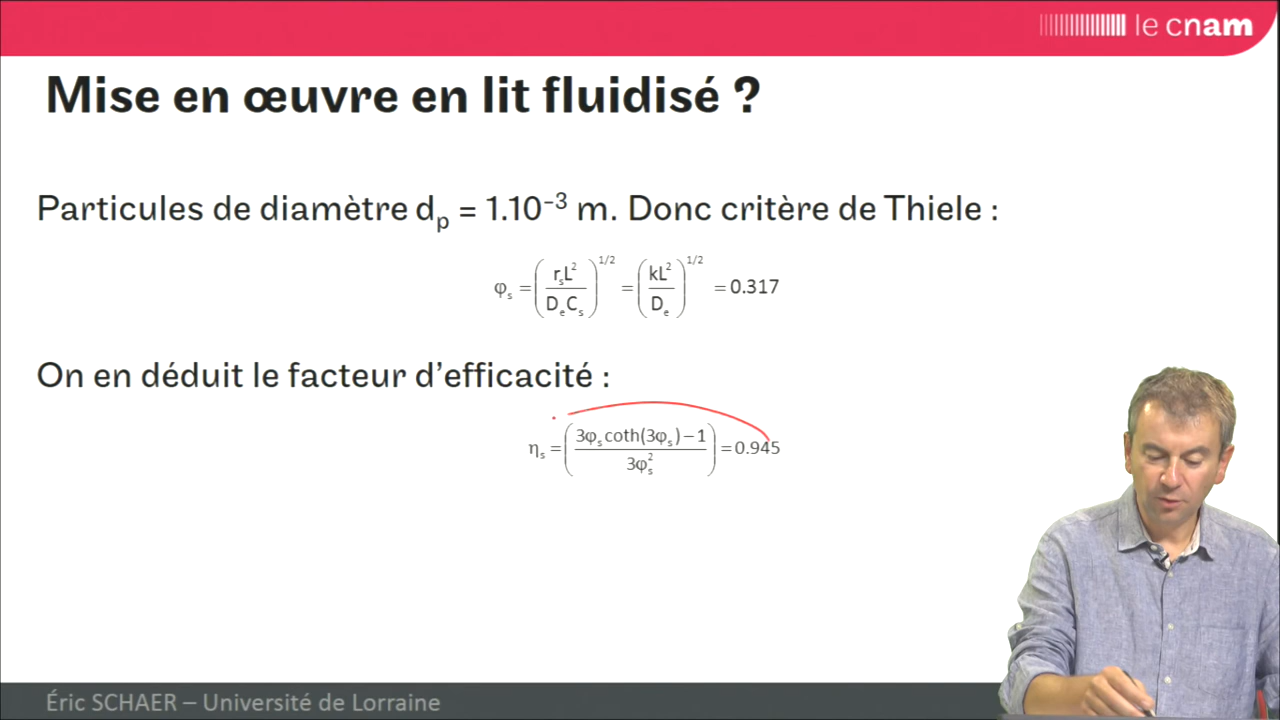 le cnam
Mise en œuvre en lit fluidisé ?
Particules de diamètre dₚ = 1.10⁻³ m. Donc critère de Thiele :
φₛ = (rₛL² / DₑCₛ)^1/2 = (kL² / Dₑ)^1/2 = 0.317
On en déduit le facteur d’efficacité :
ηₛ = (3φₛ coth(3φₛ) – 1 / 3φₛ²) = 0.945
Éric SCHAER – Université de Lorraine